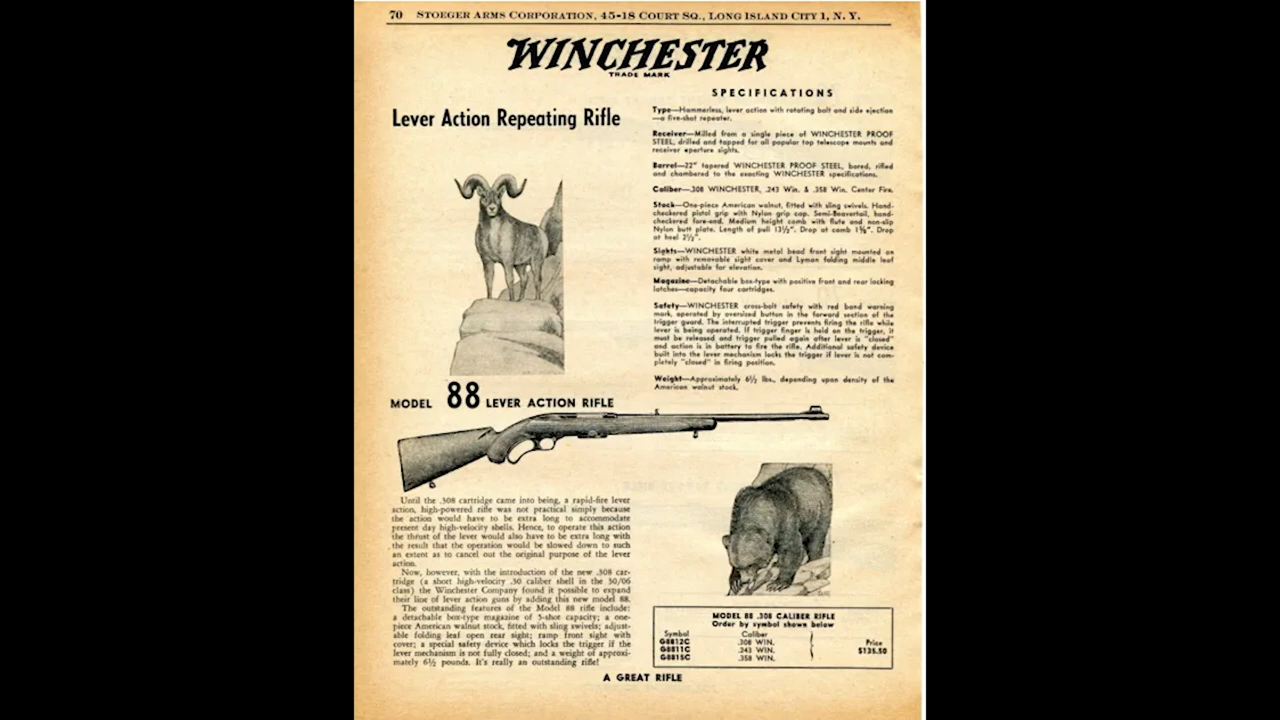 70 STOEGER ARMS CORPORATION, 45-18 COURT SQ., LONG ISLAND CITY 1, N. Y.
WINCHESTER
TRADE MARK
Lever Action Repeating Rifle
SPECIFICATIONS
Type—Hammerless, lever action with rotating bolt and side ejection
—a five-shot repeater.
Receiver—Milled from a single piece of WINCHESTER PROOF
STEEL, drilled and tapped for all popular top telescope mounts and
receiver aperture sights.
Barrel—22" tapered WINCHESTER PROOF STEEL, bored, rifled
and chambered to the exacting WINCHESTER specifications.
Caliber—.308 WINCHESTER, .243 Win. & .358 Win. Center Fire.
Stock—One-piece American walnut, fitted with sling swivels. Hand-
checkered pistol grip with Nylon grip cap. Semi-Beavertail, hand-
checkered fore-end. Medium height comb with flute and non-slip
Nylon butt plate. Length of pull 13½". Drop at comb 1⅝". Drop
at heel 2½".
Sights—WINCHESTER white metal bead front sight mounted on
ramp with removable sight cover and Lyman folding middle leaf
sight, adjustable for elevation.
Magazine—Detachable box-type with positive front and rear locking
latches—capacity four cartridges.
Safety—WINCHESTER cross-bolt safety with red band warning
mark, operated by oversized button in the forward section of the
trigger guard. The interrupted trigger prevents firing the rifle while
lever is being operated. If trigger finger is held on the trigger, it
must be released and trigger pulled again after lever is "closed"
and action is in battery to fire the rifle. Additional safety device
built into the lever mechanism locks the trigger if lever is not com-
pletely "closed" in firing position.
Weight—Approximately 6½ lbs., depending upon density of the
American walnut stock.
MODEL 88 LEVER ACTION RIFLE
Until the .308 cartridge came into being, a rapid-fire lever
action, high-powered rifle was not practical simply because
the action would have to be extra long to accommodate
present day high-velocity shells. Hence, to operate this action
the thrust of the lever would also have to be extra long with
the result that the operation would be slowed down to such
an extent as to cancel out the original purpose of the lever
action.
Now, however, with the introduction of the new .308 car-
tridge (a short high-velocity .30 caliber shell in the 30/06
class) the Winchester Company found it possible to expand
their line of lever action guns by adding this new model 88.
The outstanding features of the Model 88 rifle include:
a detachable box-type magazine of 5-shot capacity; a one-
piece American walnut stock, fitted with sling swivels; adjust-
able folding leaf open rear sight; ramp front sight with
cover; a special safety device which locks the trigger if the
lever mechanism is not fully closed; and a weight of approxi-
mately 6½ pounds. It's really an outstanding rifle!
MODEL 88 .308 CALIBER RIFLE
Order by symbol shown below
Symbol Caliber Price
G8812C .308 WIN.
G8811C .243 WIN. $135.50
G8815C .358 WIN.
A GREAT RIFLE